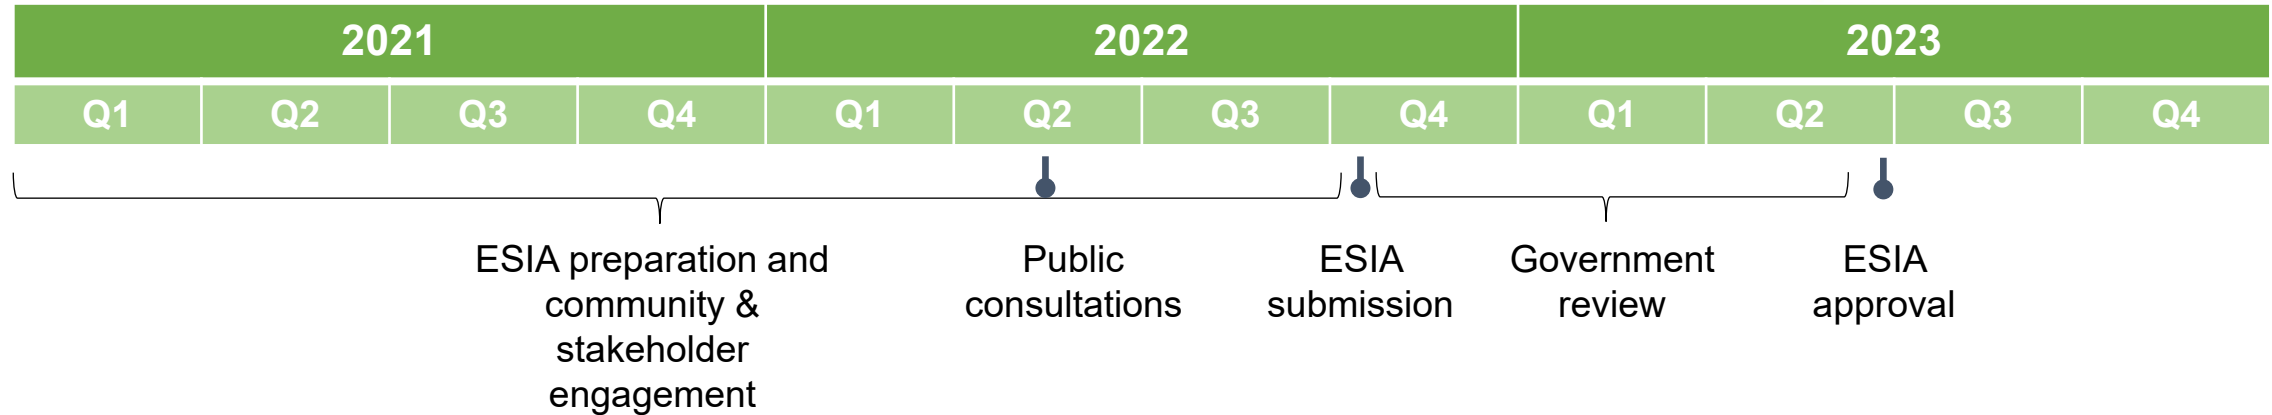 2021 2022 2023
Q1 Q2 Q3 Q4 Q1 Q2 Q3 Q4 Q1 Q2 Q3 Q4
ESIA preparation and
community &
stakeholder
engagement
Public
consultations
ESIA
submission
Government
review
ESIA
approval